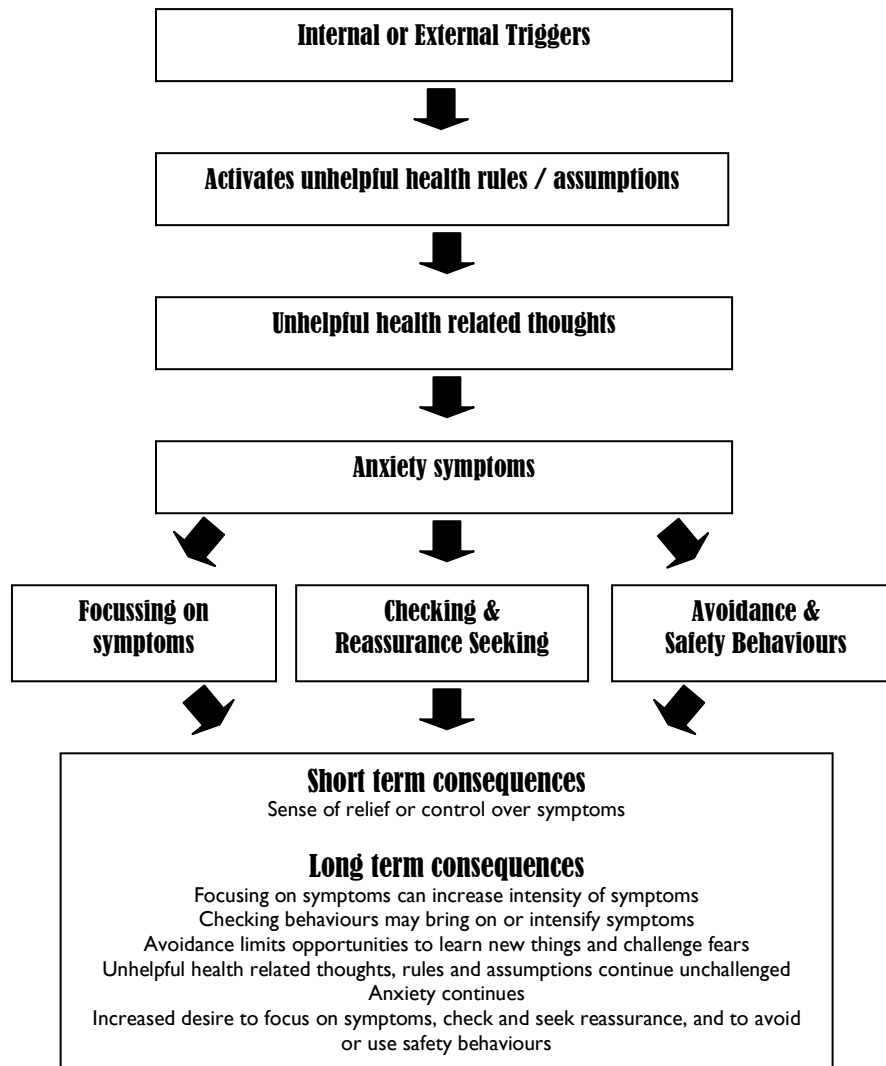 Internal or External Triggers
Activates unhelpful health rules / assumptions
Unhelpful health related thoughts
Anxiety symptoms
Focussing on
symptoms
Checking &
Reassurance Seeking
Avoidance &
Safety Behaviours
Short term consequences
Sense of relief or control over symptoms
Long term consequences
Focusing on symptoms can increase intensity of symptoms
Checking behaviours may bring on or intensify symptoms
Avoidance limits opportunities to learn new things and challenge fears
Unhelpful health related thoughts, rules and assumptions continue unchallenged
Anxiety continues
Increased desire to focus on symptoms, check and seek reassurance, and to avoid
or use safety behaviours